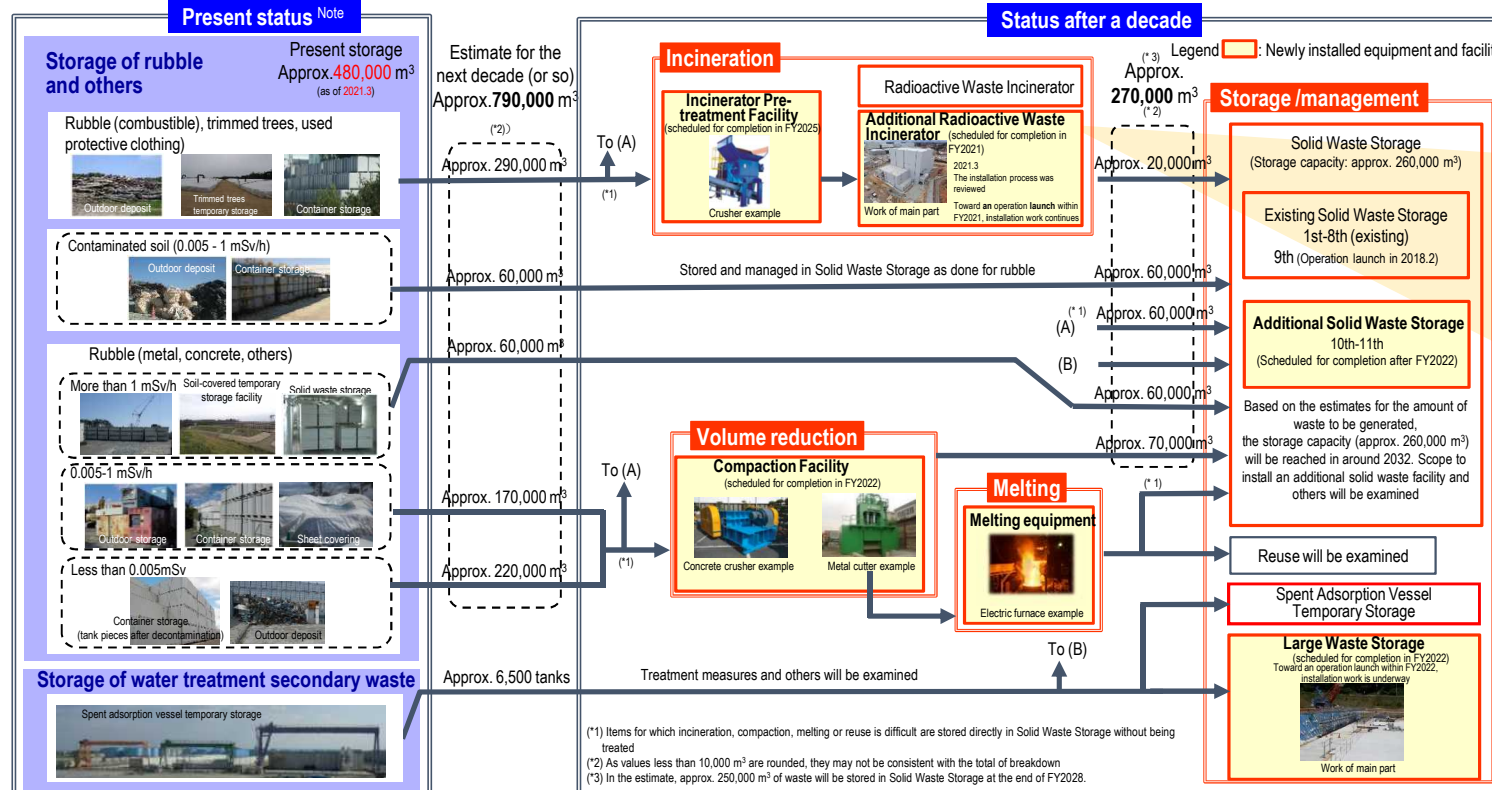 Present status Note
Storage of rubble
and others
Present storage
Approx.480,000 m³
(as of 2021.3)
Rubble (combustible), trimmed trees, used
protective clothing)
Outdoor deposit
Trimmed trees
temporary storage
Container storage
Contaminated soil (0.005 - 1 mSv/h)
Outdoor deposit
Container storage
Rubble (metal, concrete, others)
More than 1 mSv/h
Soil-covered temporary
storage facility
Solid waste storage
0.005-1 mSv/h
Outdoor storage
Container storage
Sheet covering
Less than 0.005mSv
Container storage
(tank pieces after decontamination)
Outdoor deposit
Storage of water treatment secondary waste
Spent adsorption vessel temporary storage
Estimate for the
next decade (or so)
Approx.790,000 m³
(*2)
Approx. 290,000 m³
Approx. 60,000 m³
Approx. 60,000 m³
Approx. 170,000 m³
Approx. 220,000 m³
Approx. 6,500 tanks
Status after a decade
Legend : Newly installed equipment and facilit
To (A)
(*1)
Incineration
Incinerator Pre-
treatment Facility
(scheduled for completion in FY2025)
Crusher example
Radioactive Waste Incinerator
Additional Radioactive Waste
Incinerator (scheduled for completion in
FY2021)
2021.3
The installation process was
reviewed
Toward an operation launch within
FY2021, installation work continues
Work of main part
Stored and managed in Solid Waste Storage as done for rubble
To (A)
(*1)
Volume reduction
Compaction Facility
(scheduled for completion in FY2022)
Concrete crusher example
Metal cutter example
Melting
Melting equipment
Electric furnace example
Treatment measures and others will be examined
To (B)
(* 3)
Approx.
270,000 m³
(* 2)
Approx. 20,000 m³
Approx. 60,000 m³
(A)
(* 1)
Approx. 60,000 m³
(B)
Approx. 60,000 m³
Approx. 70,000 m³
(* 1)
Storage /management
Solid Waste Storage
(Storage capacity: approx. 260,000 m³)
Existing Solid Waste Storage
1st-8th (existing)
9th (Operation launch in 2018.2)
Additional Solid Waste Storage
10th-11th
(Scheduled for completion after FY2022)
Based on the estimates for the amount of
waste to be generated,
the storage capacity (approx. 260,000 m³)
will be reached in around 2032. Scope to
install an additional solid waste facility and
others will be examined
Reuse will be examined
Spent Adsorption Vessel
Temporary Storage
Large Waste Storage
(scheduled for completion in FY2022)
Toward an operation launch within FY2022,
installation work is underway
Work of main part
(*1) Items for which incineration, compaction, melting or reuse is difficult are stored directly in Solid Waste Storage without being
treated
(*2) As values less than 10,000 m³ are rounded, they may not be consistent with the total of breakdown
(*3) In the estimate, approx. 250,000 m³ of waste will be stored in Solid Waste Storage at the end of FY2028.